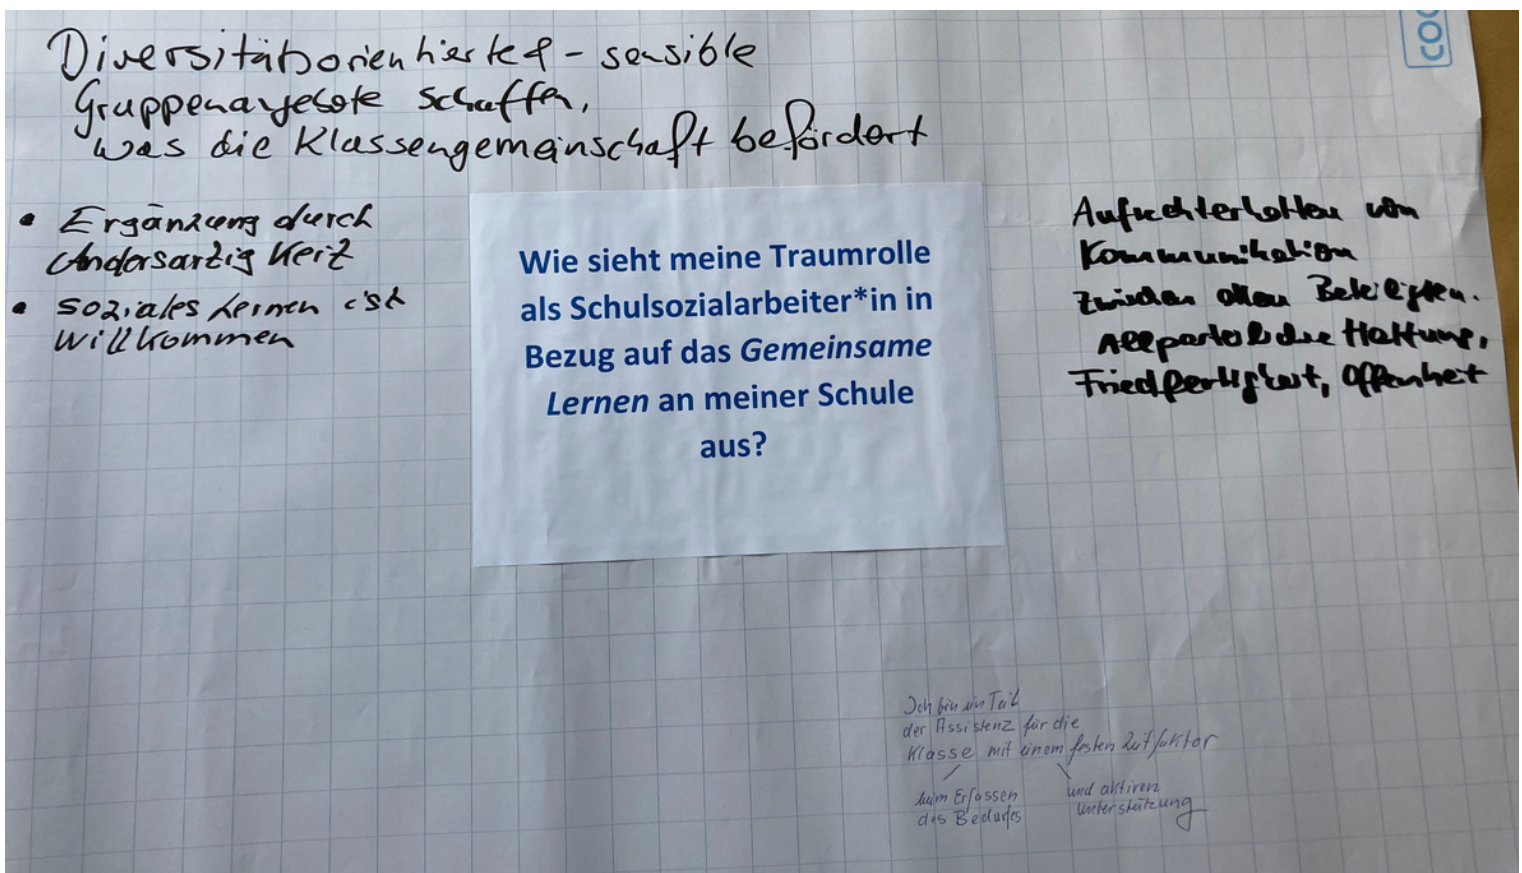 Diversitätsorientierte & - sensible
Gruppenangebote schaffen,
was die Klassengemeinschaft befördert
• Ergänzung durch
Andersartigkeit
• soziales Lernen ist
willkommen
Wie sieht meine Traumrolle
als Schulsozialarbeiter*in in
Bezug auf das Gemeinsame
Lernen an meiner Schule
aus?
Aufrechterhalten von
Kommunikation
zwischen allen Beteiligten.
Allparteiliche Haltung,
Friedfertigkeit, Offenheit
Ich bin ein Teil
der Assistenz für die
Klasse mit einem festen Zeitfaktor
beim Erfassen
des Bedarfes
und aktiven
Unterstützung